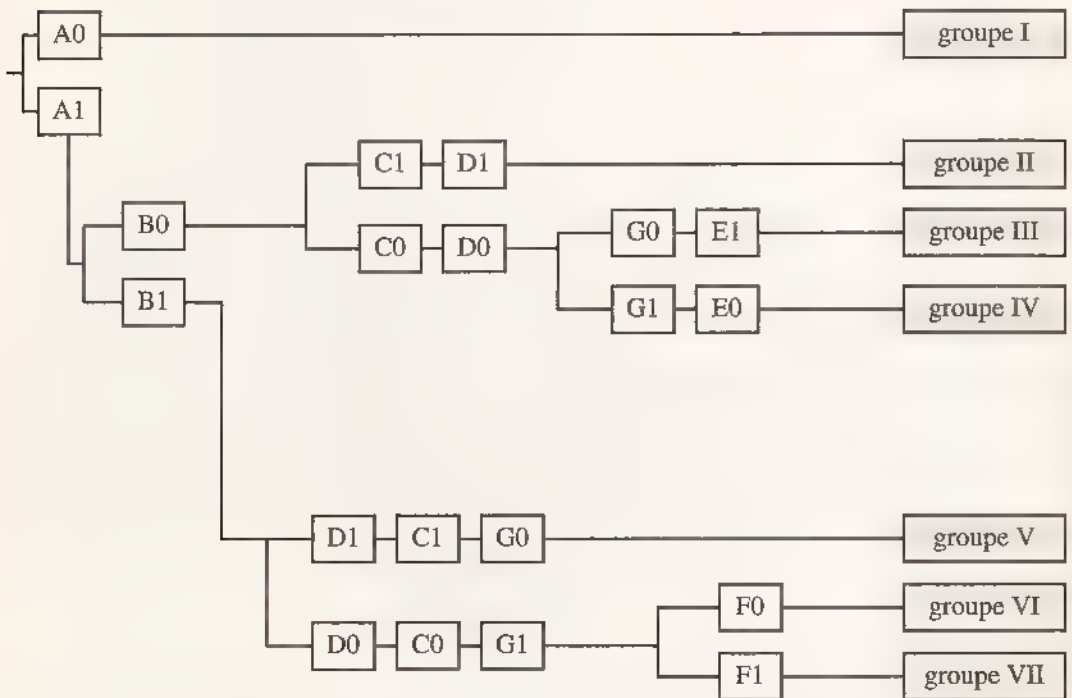 A0 groupe I
A1
C1 D1 groupe II
B0 C0 D0 G0 E1 groupe III
B1 G1 E0 groupe IV
D1 C1 G0 groupe V
F0 groupe VI
D0 C0 G1
F1 groupe VII